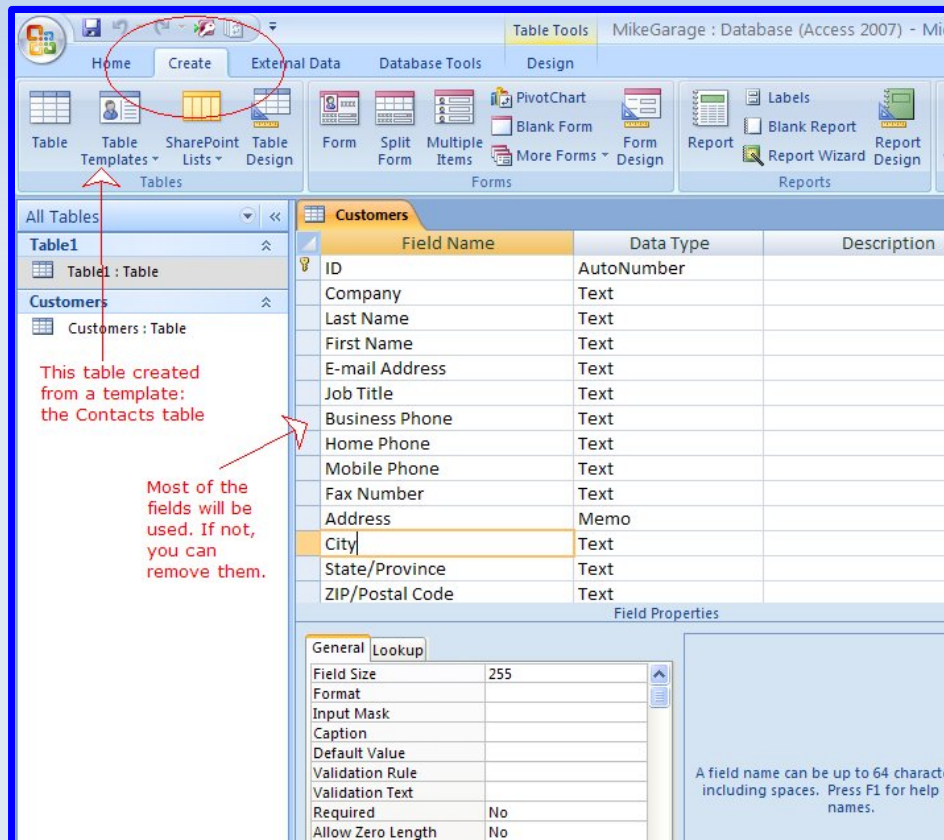 Table Tools MikeGarage : Database (Access 2007) -
Home Create External Data Database Tools Design
Table
Table Templates
SharePoint Lists
Table Design
Tables
Form
Split Form
Multiple Items
PivotChart
Blank Form
More Forms
Form Design
Forms
Report
Labels
Blank Report
Report Wizard
Report Design
Reports
All Tables
Table1
Table1 : Table
Customers
Customers : Table
This table created
from a template:
the Contacts table
Most of the
fields will be
used. If not,
you can
remove them.
Customers
Field Name Data Type Description
ID AutoNumber
Company Text
Last Name Text
First Name Text
E-mail Address Text
Job Title Text
Business Phone Text
Home Phone Text
Mobile Phone Text
Fax Number Text
Address Memo
City Text
State/Province Text
ZIP/Postal Code Text
Field Properties
General Lookup
Field Size 255
Format
Input Mask
Caption
Default Value
Validation Rule
Validation Text
Required No
Allow Zero Length No
A field name can be up to 64
including spaces. Press F1 for help
names.